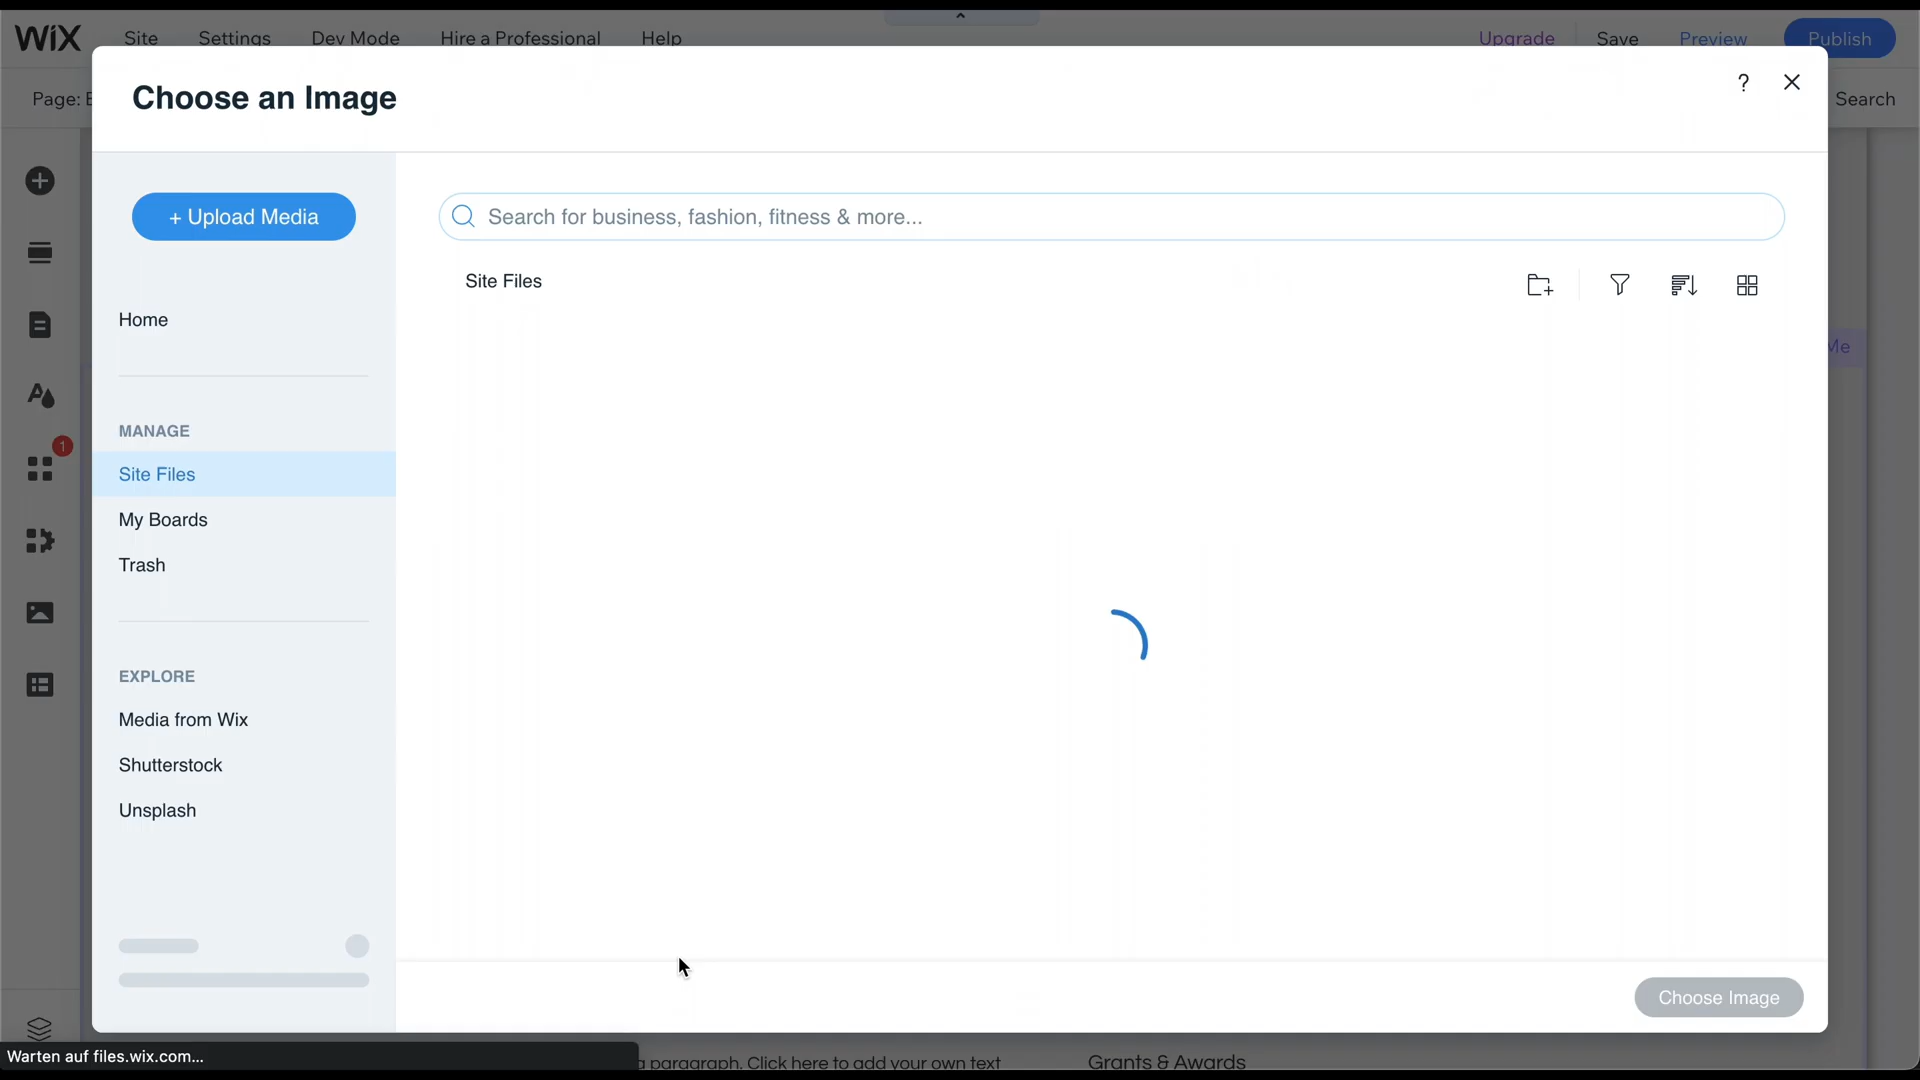 WiX Site Settings Dev Mode Hire a Professional Help Upgrade Save Preview Publish
Page: Search
Choose an Image ?
+ Upload Media
Search for business, fashion, fitness & more...
Site Files
Home
MANAGE
Site Files
My Boards
Trash
EXPLORE
Media from Wix
Shutterstock
Unsplash
1
Me
Choose Image
Warten auf files.wix.com...
paragraph. Click here to add your own text
Grants & Awards